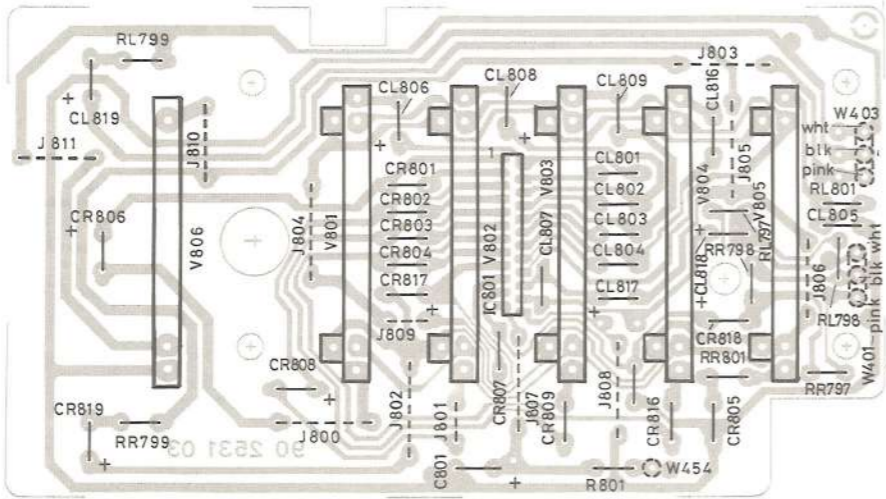 RL799
CL819
J811
J810
CL806
CL808
CL809
J803
CL816
W403
wht
blk
pink
RL801
CL805
CR801
CR802
CR803
CR804
CR817
J809
1
V803
CL807
CL801
CL802
CL803
CL804
CL817
V804
J805
V805
RL797
CL818
RR798
CR806
V806
J804
V801
V802
IC801
J806
RL798
W401-pink blk wht
CR818
RR801
RR797
CR808
CR819
RR799
J800
90 2531 03
J802
J801
CR807
J807
CR809
J808
CR816
CR805
C801
R801
W454